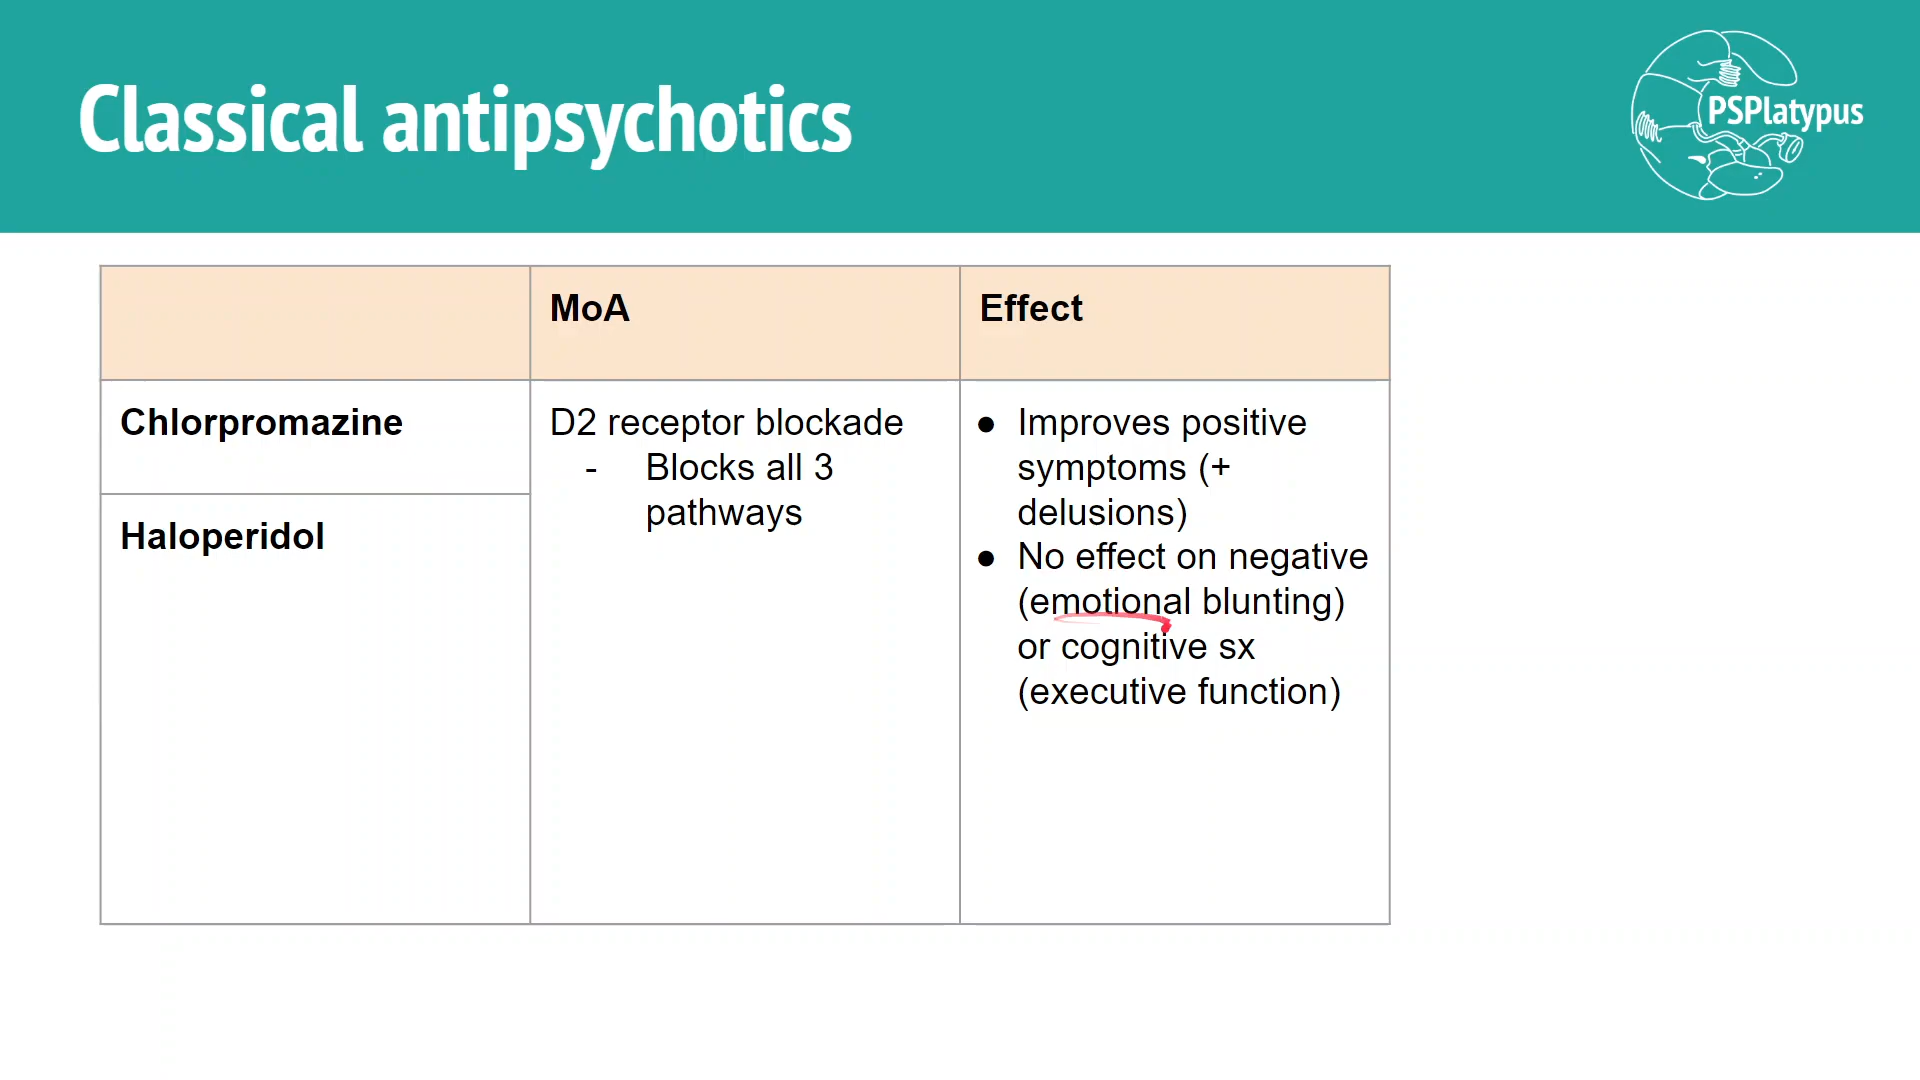 Classical antipsychotics
PSPlatypus
MoA
Effect
Chlorpromazine
D2 receptor blockade
- Blocks all 3
pathways
● Improves positive
symptoms (+
delusions)
● No effect on negative
(emotional blunting)
or cognitive sx
(executive function)
Haloperidol